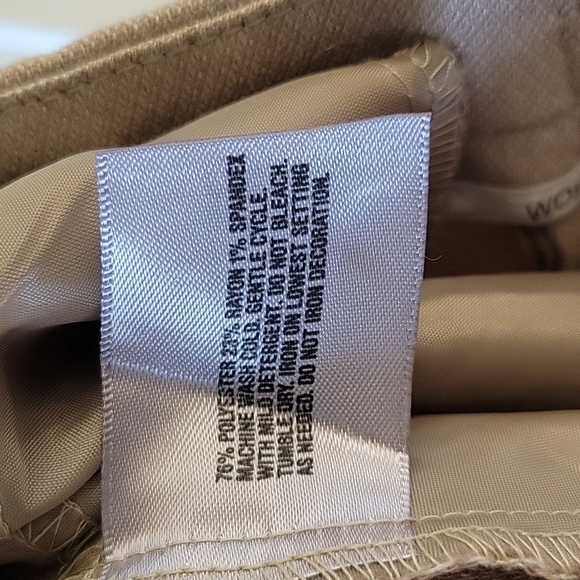 76% POLYESTER 23% RAYON 1% SPANDEX
MACHINE WASH COLD. GENTLE CYCLE.
WITH MILD DETERGENT. DO NOT BLEACH.
TUMBLE DRY. IRON ON LOWEST SETTING
AS NEEDED. DO NOT IRON DECORATION.